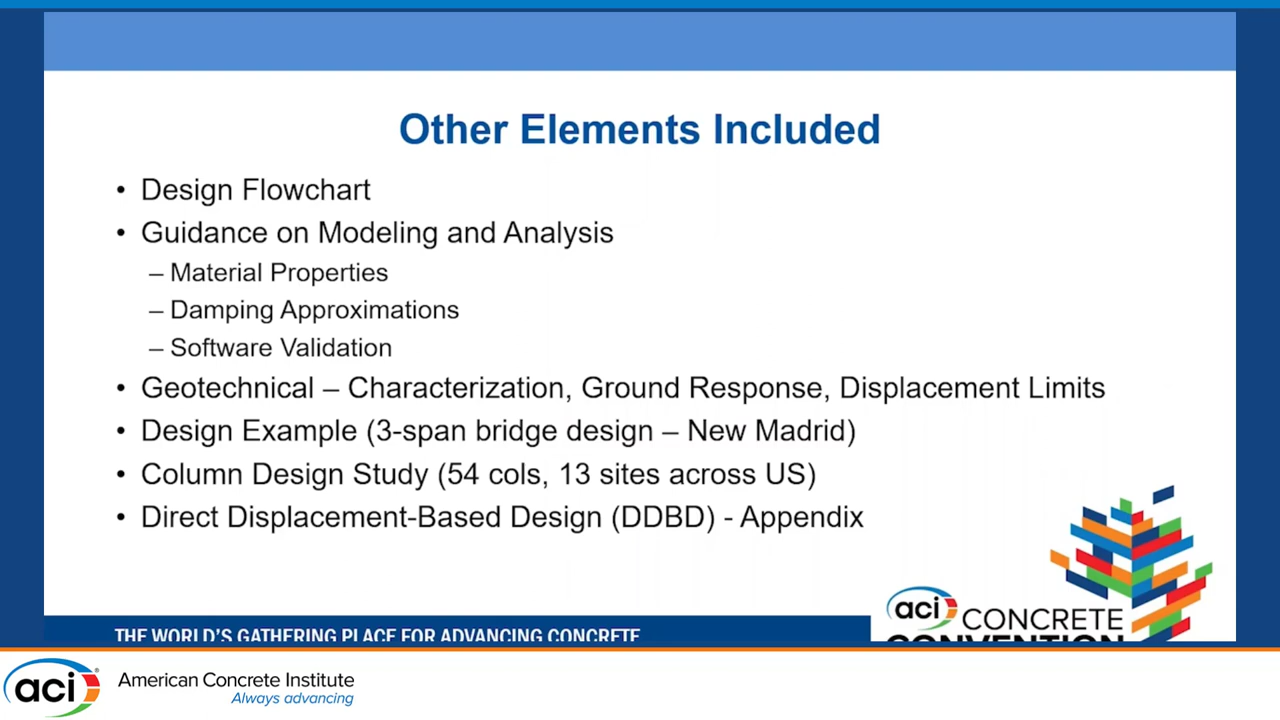 Other Elements Included
• Design Flowchart
• Guidance on Modeling and Analysis
– Material Properties
– Damping Approximations
– Software Validation
• Geotechnical – Characterization, Ground Response, Displacement Limits
• Design Example (3-span bridge design – New Madrid)
• Column Design Study (54 cols, 13 sites across US)
• Direct Displacement-Based Design (DDBD) - Appendix
THE WORLD'S GATHERING PLACE FOR ADVANCING CONCRETE
aci CONCRETE
CONVENTION
aci® American Concrete Institute
Always advancing